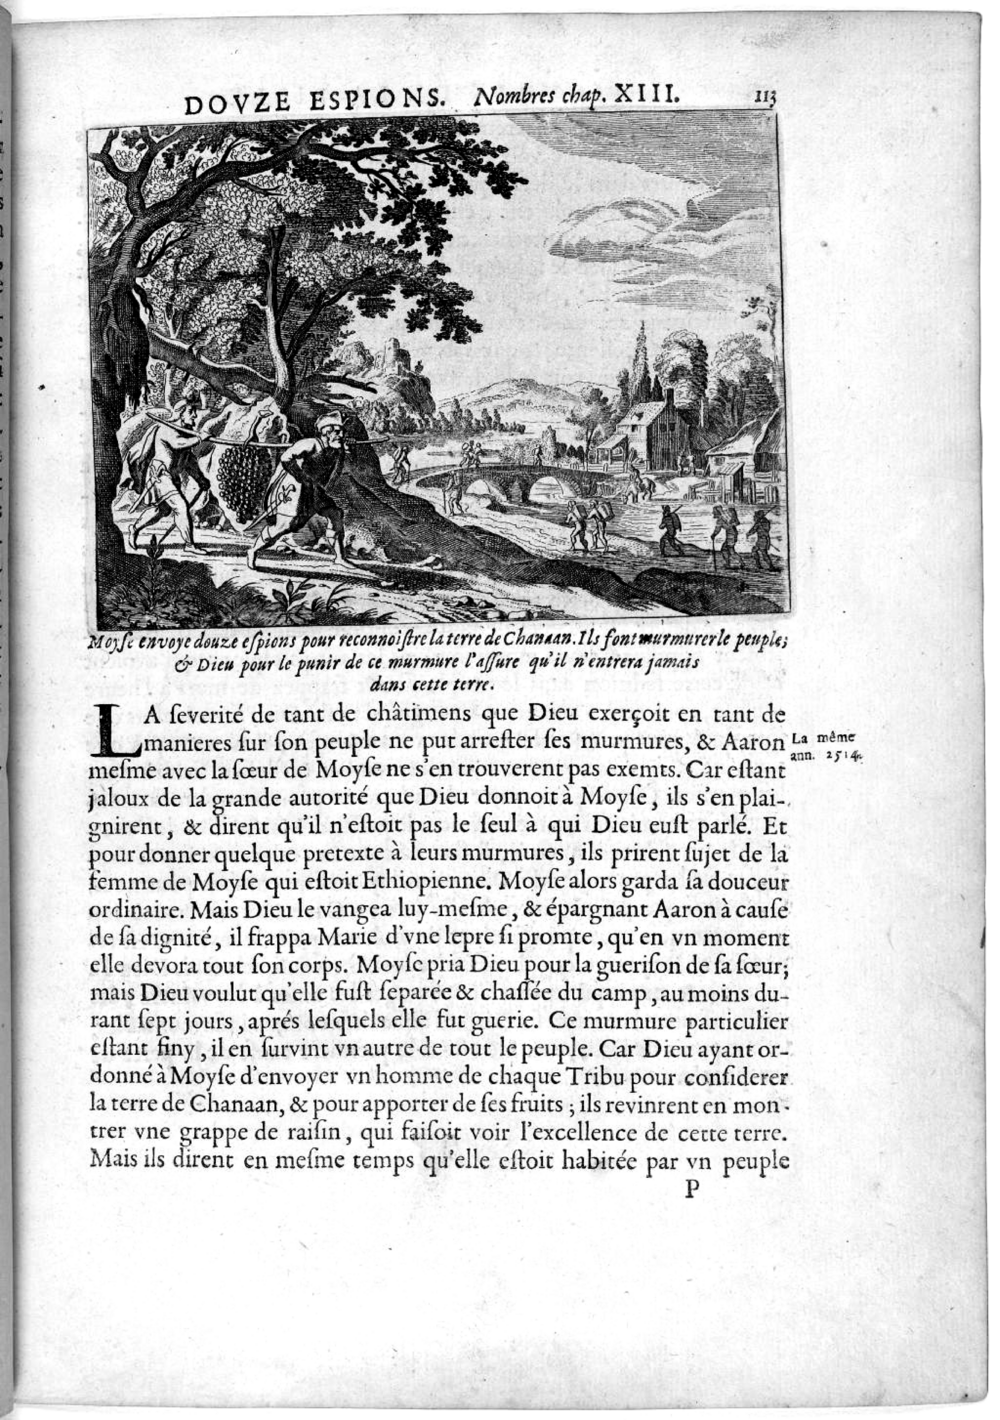 DOVZE ESPIONS. Nombres chap. XIII. 113
Moyſe envoye douze eſpions pour reconnoiſtre la terre de Chanaan. Ils font murmurer le peuple;
& Dieu pour le punir de ce murmure l'aſſure qu'il n'entrera jamais
dans cette terre.
LA ſeverité de tant de châtimens que Dieu exerçoit en tant de
manieres ſur ſon peuple ne put arreſter ſes murmures, & Aaron
meſme avec la ſœur de Moyſe ne s'en trouverent pas exemts. Car eſtant
jaloux de la grande autorité que Dieu donnoit à Moyſe, ils s'en plai-
gnirent, & dirent qu'il n'eſtoit pas le ſeul à qui Dieu euſt parlé. Et
pour donner quelque pretexte à leurs murmures, ils prirent ſujet de la
femme de Moyſe qui eſtoit Ethiopienne. Moyſe alors garda ſa douceur
ordinaire. Mais Dieu le vangea luy-meſme, & épargnant Aaron à cauſe
de ſa dignité, il frappa Marie d'vne lepre ſi promte, qu'en vn moment
elle devora tout ſon corps. Moyſe pria Dieu pour la gueriſon de ſa ſœur;
mais Dieu voulut qu'elle fuſt ſeparée & chaſſée du camp, au moins du-
rant ſept jours, aprés leſquels elle fut guerie. Ce murmure particulier
eſtant finy, il en ſurvint vn autre de tout le peuple. Car Dieu ayant or-
donné à Moyſe d'envoyer vn homme de chaque Tribu pour conſiderer
la terre de Chanaan, & pour apporter de ſes fruits; ils revinrent en mon-
trer vne grappe de raiſin, qui faiſoit voir l'excellence de cette terre.
Mais ils dirent en meſme temps qu'elle eſtoit habitée par vn peuple
P
La même
ann. 2514.